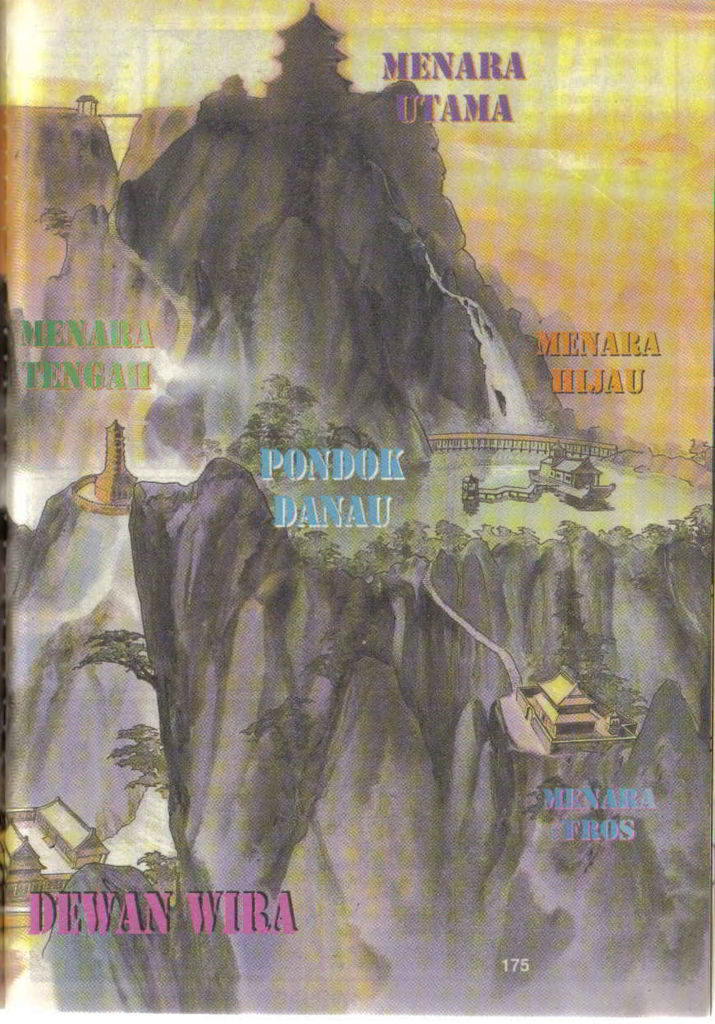 MENARA
UTAMA
MENARA
TENGAH
MENARA
HIJAU
PONDOK
DANAU
MENARA
TROS
DEWAN WIRA
175